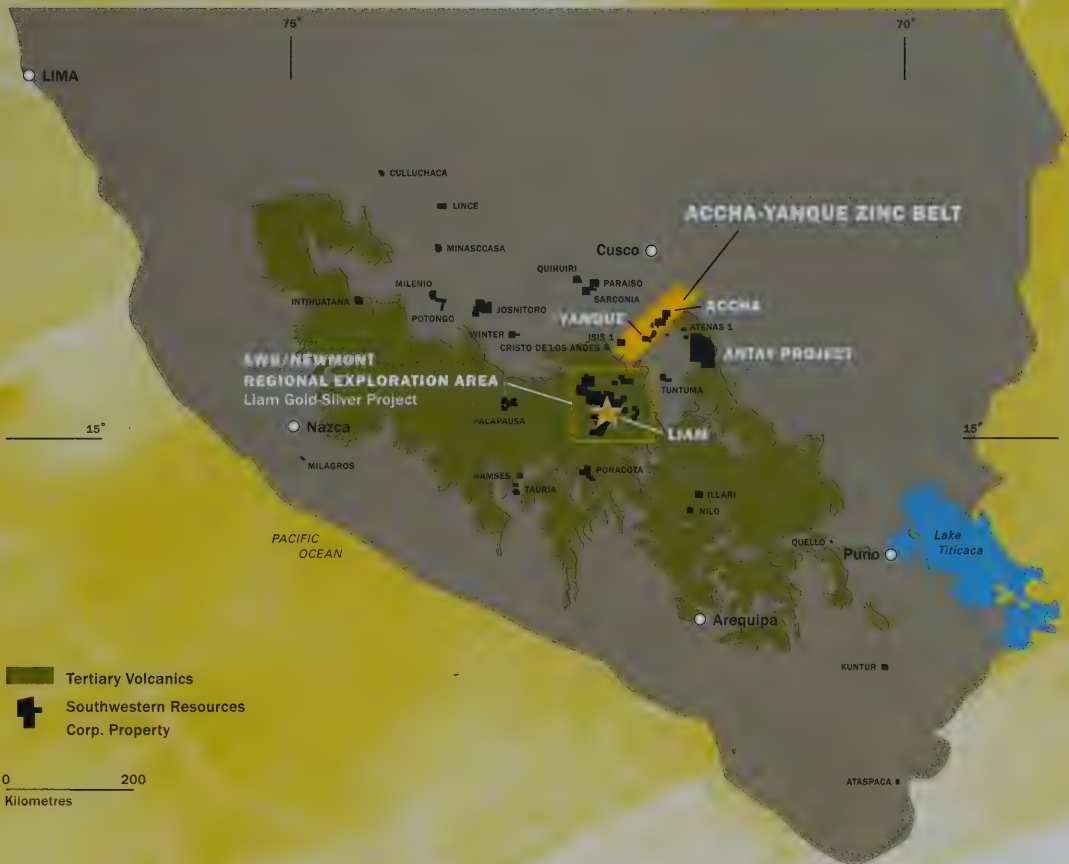 75°
70°
LIMA
CULLUCHACA
LINCE
ACCHA-YANQUE ZINC BELT
MINASCCASA
Cusco
QUIHUIRI
PARAISO
MILENIO
SARCONIA
INTIHUATANA
JOSNITORO
ACCHA
POTONGO
YANQUE
ATENAS 1
WINTER
ISIS 1
CRISTO DE LOS ANDES
ANTAY PROJECT
SWG/NEWMONT
REGIONAL EXPLORATION AREA
Liam Gold-Silver Project
TUNTUMA
PACAPAUSA
Nazca
LIAM
15°
15°
MILAGROS
RAMSES
PORACOTA
TAURIA
ILLARI
NILO
PACIFIC
OCEAN
QUELLO
Puno
Lake
Titicaca
Arequipa
KUNTUR
Tertiary Volcanics
Southwestern Resources
Corp. Property
0 200
Kilometres
ATASPACA